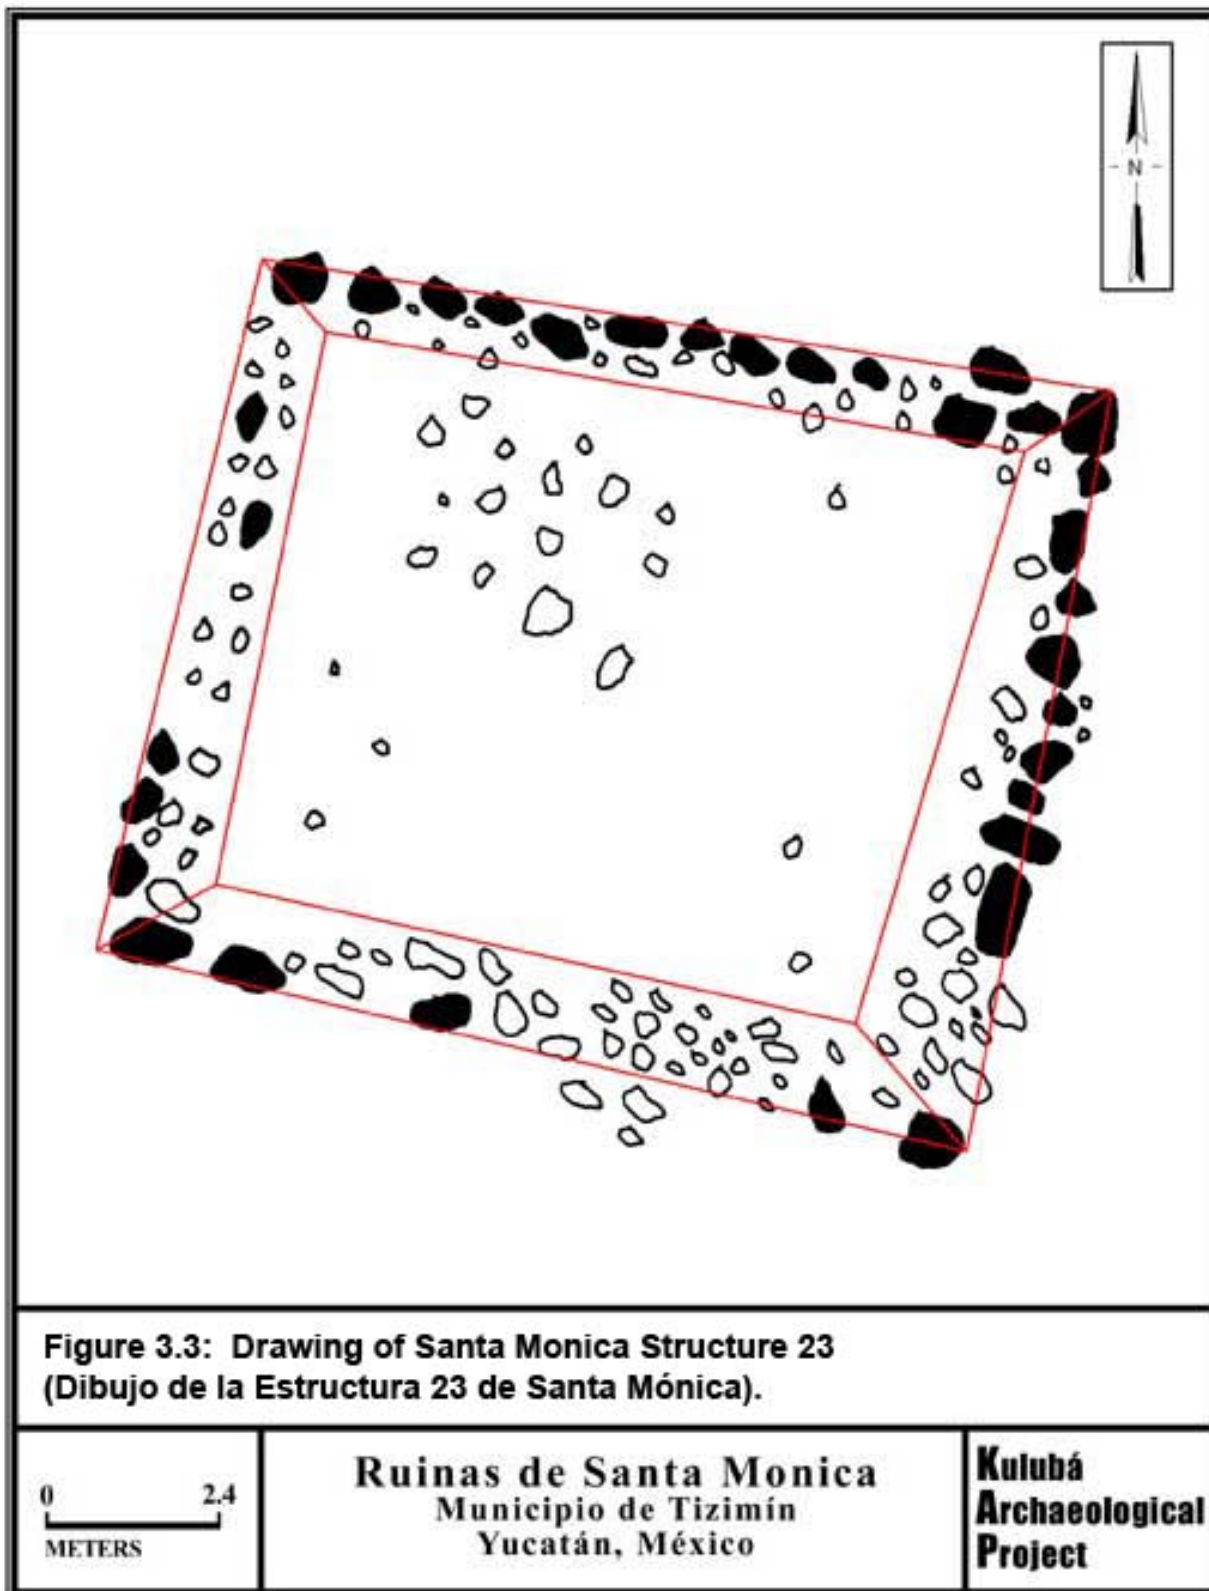 N
Figure 3.3: Drawing of Santa Monica Structure 23
(Dibujo de la Estructura 23 de Santa Mónica).
0 2.4
METERS
Ruinas de Santa Monica
Municipio de Tizimín
Yucatán, México
Kulubá
Archaeological
Project